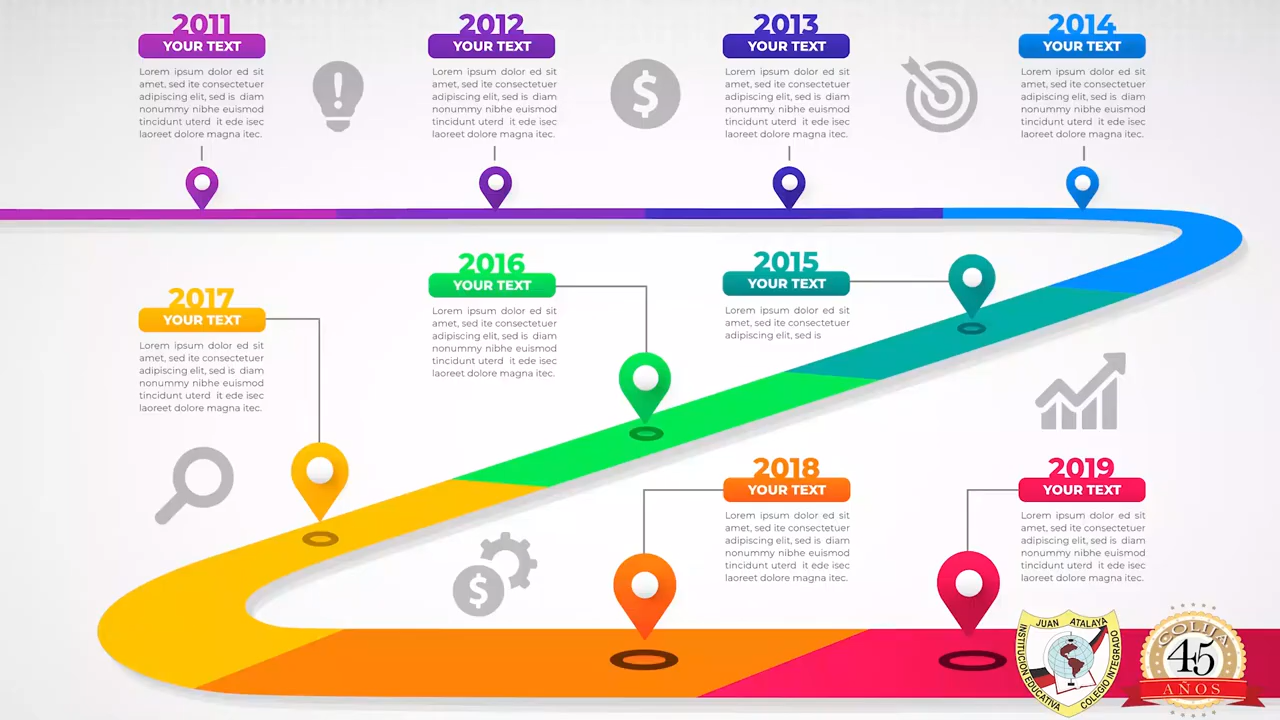 2011
YOUR TEXT
Lorem ipsum dolor ed sit
amet, sed ite consectetuer
adipiscing elit, sed is diam
nonummy nibhe euismod
tincidunt uterd it ede isec
laoreet dolore magna itec.
2012
YOUR TEXT
Lorem ipsum dolor ed sit
amet, sed ite consectetuer
adipiscing elit, sed is diam
nonummy nibhe euismod
tincidunt uterd it ede isec
laoreet dolore magna itec.
$
2013
YOUR TEXT
Lorem ipsum dolor ed sit
amet, sed ite consectetuer
adipiscing elit, sed is diam
nonummy nibhe euismod
tincidunt uterd it ede isec
laoreet dolore magna itec.
2014
YOUR TEXT
Lorem ipsum dolor ed sit
amet, sed ite consectetuer
adipiscing elit, sed is diam
nonummy nibhe euismod
tincidunt uterd it ede isec
laoreet dolore magna itec.
2015
YOUR TEXT
Lorem ipsum dolor ed sit
amet, sed ite consectetuer
adipiscing elit, sed is
2016
YOUR TEXT
Lorem ipsum dolor ed sit
amet, sed ite consectetuer
adipiscing elit, sed is diam
nonummy nibhe euismod
tincidunt uterd it ede isec
laoreet dolore magna itec.
2017
YOUR TEXT
Lorem ipsum dolor ed sit
amet, sed ite consectetuer
adipiscing elit, sed is diam
nonummy nibhe euismod
tincidunt uterd it ede isec
laoreet dolore magna itec.
$
2018
YOUR TEXT
Lorem ipsum dolor ed sit
amet, sed ite consectetuer
adipiscing elit, sed is diam
nonummy nibhe euismod
tincidunt uterd it ede isec
laoreet dolore magna itec.
2019
YOUR TEXT
Lorem ipsum dolor ed sit
amet, sed ite consectetuer
adipiscing elit, sed is diam
nonummy nibhe euismod
tincidunt uterd it ede isec
laoreet dolore magna itec.
JUAN ATALAYA
INSTITUCIÓN EDUCATIVA
COLEGIO INTEGRADO
COLIJA
45
AÑOS